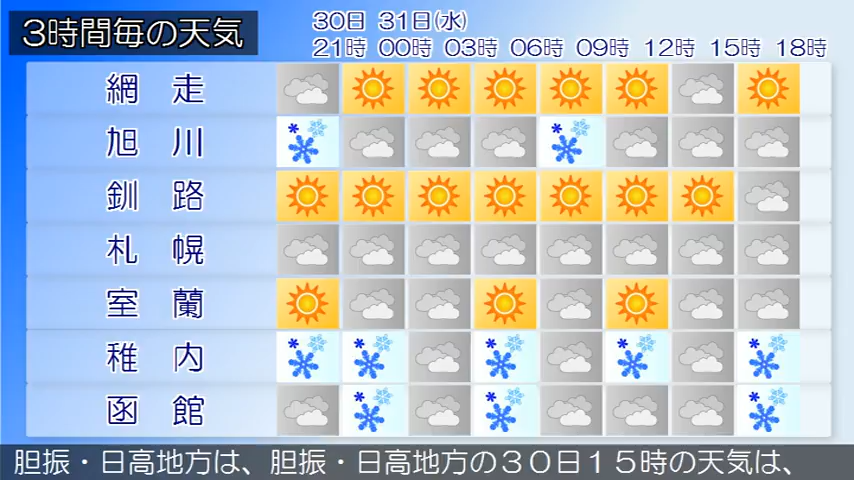 3時間毎の天気
30日 31日(水)
21時 00時 03時 06時 09時 12時 15時 18時
網走
旭川
釧路
札幌
室蘭
稚内
函館
胆振・日高地方は、胆振・日高地方の30日15時の天気は、